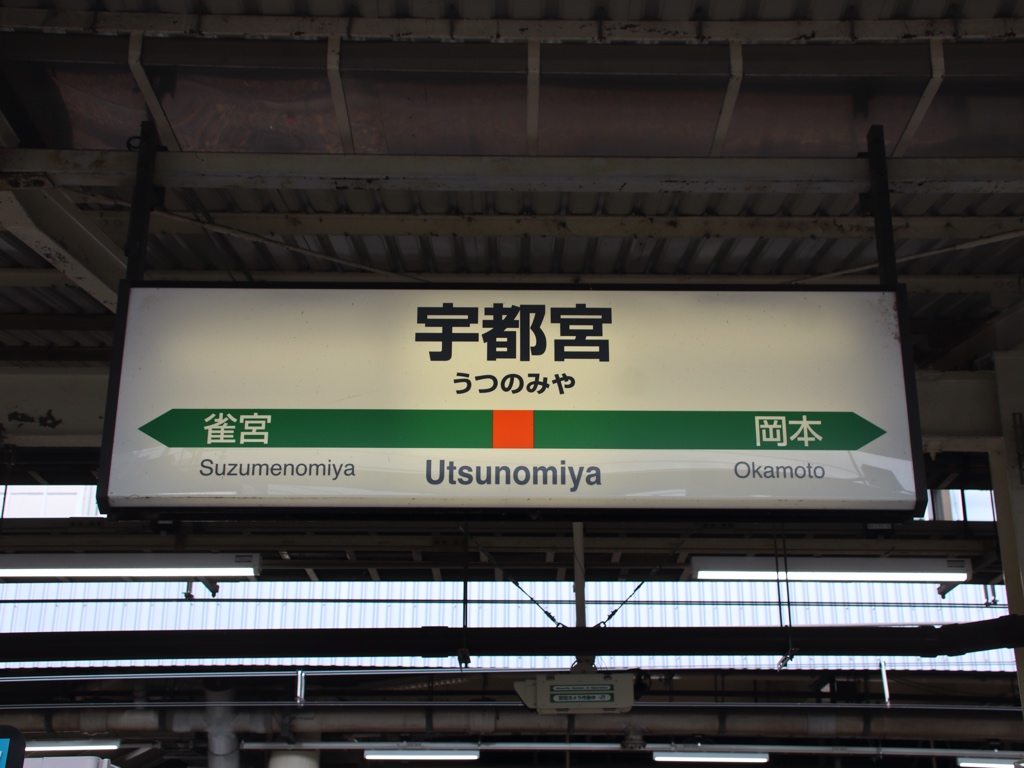 宇都宮
うつのみや
雀宮
岡本
Suzumenomiya
Utsunomiya
Okamoto